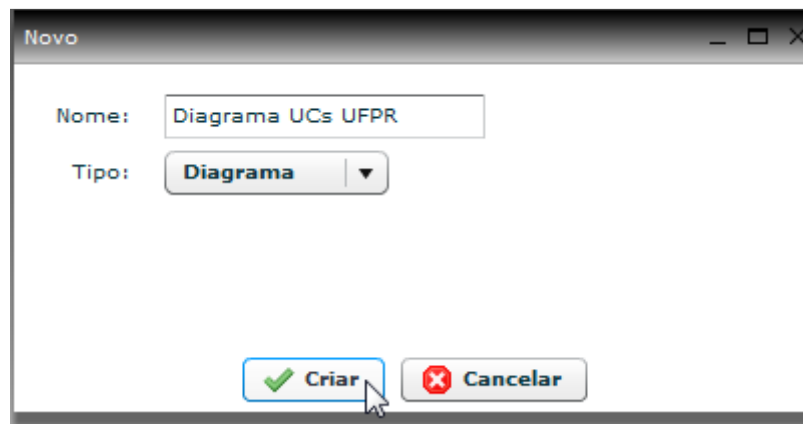 Novo
Nome: Diagrama UCs UFPR
Tipo: Diagrama
Criar Cancelar